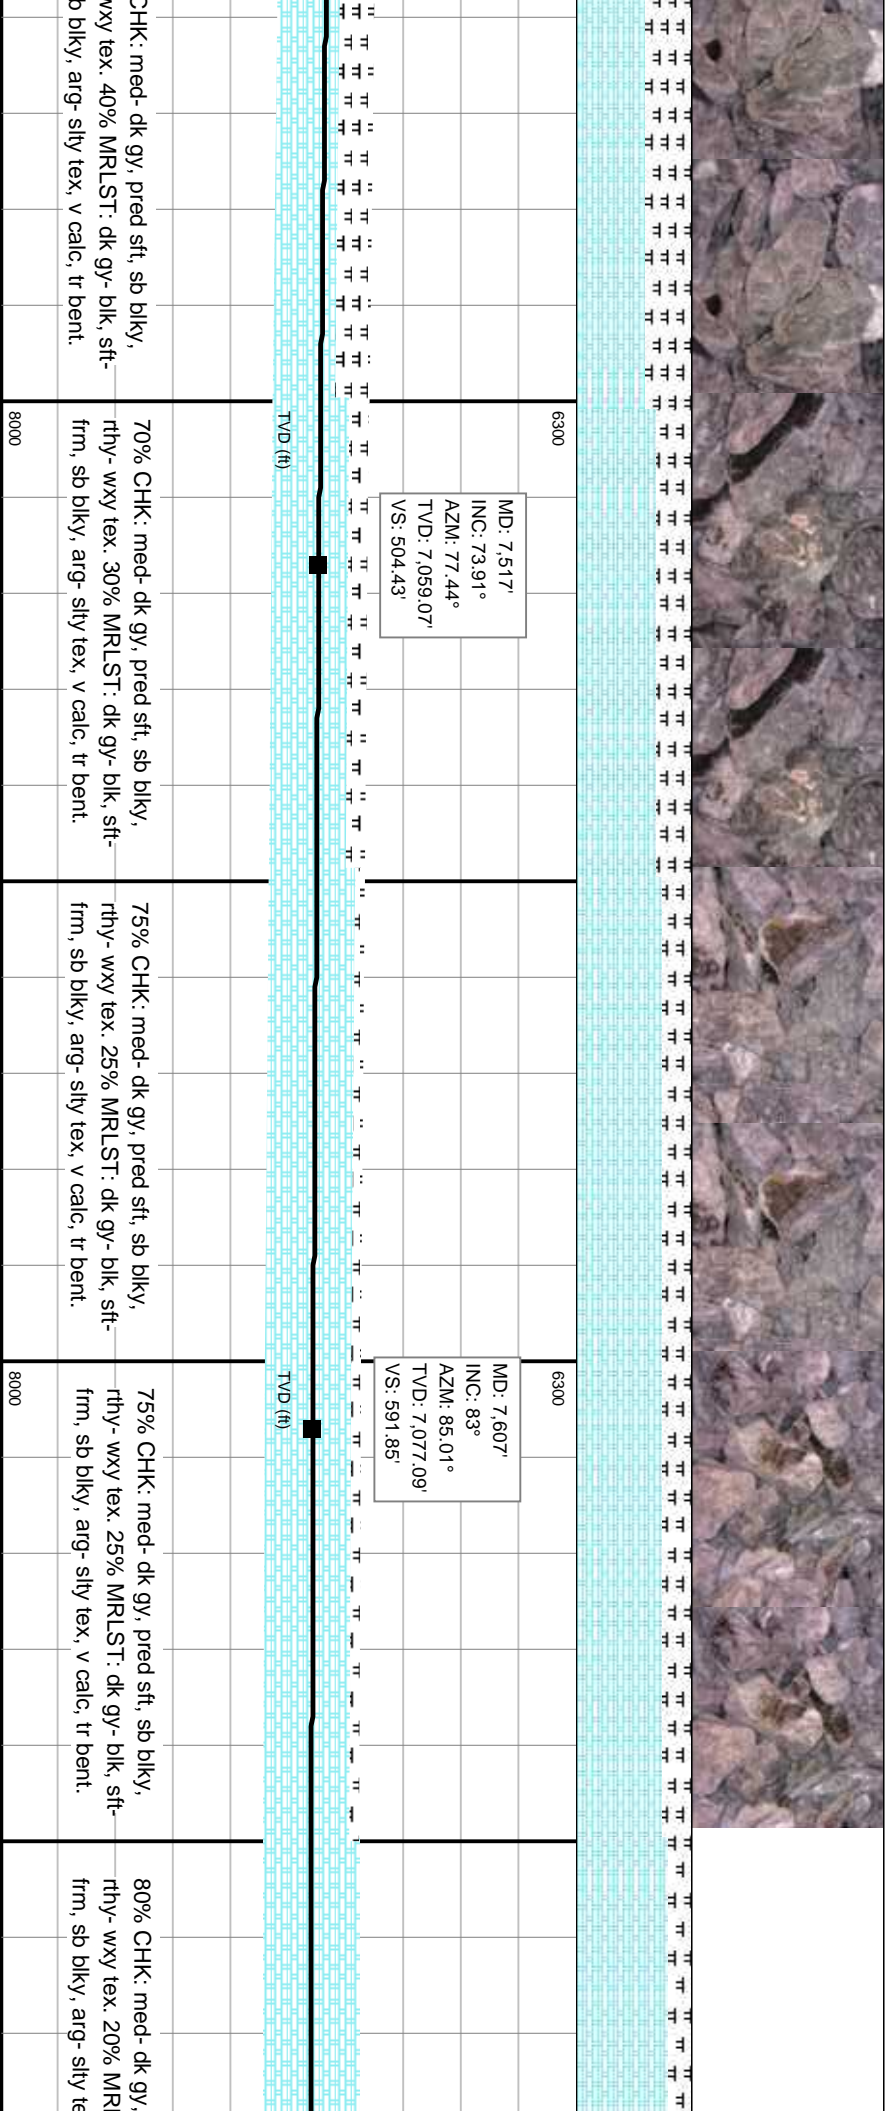 CHK: med- dk gy, pred sft, sb blky,
wxy tex. 40% MRLST: dk gy- blk, sft-
b blky, arg- slty tex, v calc, tr bent.
6300
TVD (ft)
8000
MD: 7,517'
INC: 73.91°
AZM: 77.44°
TVD: 7,059.07'
VS: 504.43'
70% CHK: med- dk gy, pred sft, sb blky,
rthy- wxy tex. 30% MRLST: dk gy- blk, sft-
frm, sb blky, arg- slty tex, v calc, tr bent.
75% CHK: med- dk gy, pred sft, sb blky,
rthy- wxy tex. 25% MRLST: dk gy- blk, sft-
frm, sb blky, arg- slty tex, v calc, tr bent.
6300
TVD (ft)
8000
MD: 7,607'
INC: 83°
AZM: 85.01°
TVD: 7,077.09'
VS: 591.85'
75% CHK: med- dk gy, pred sft, sb blky,
rthy- wxy tex. 25% MRLST: dk gy- blk, sft-
frm, sb blky, arg- slty tex, v calc, tr bent.
80% CHK: med- dk gy,
rthy- wxy tex. 20% MRL
frm, sb blky, arg- slty te